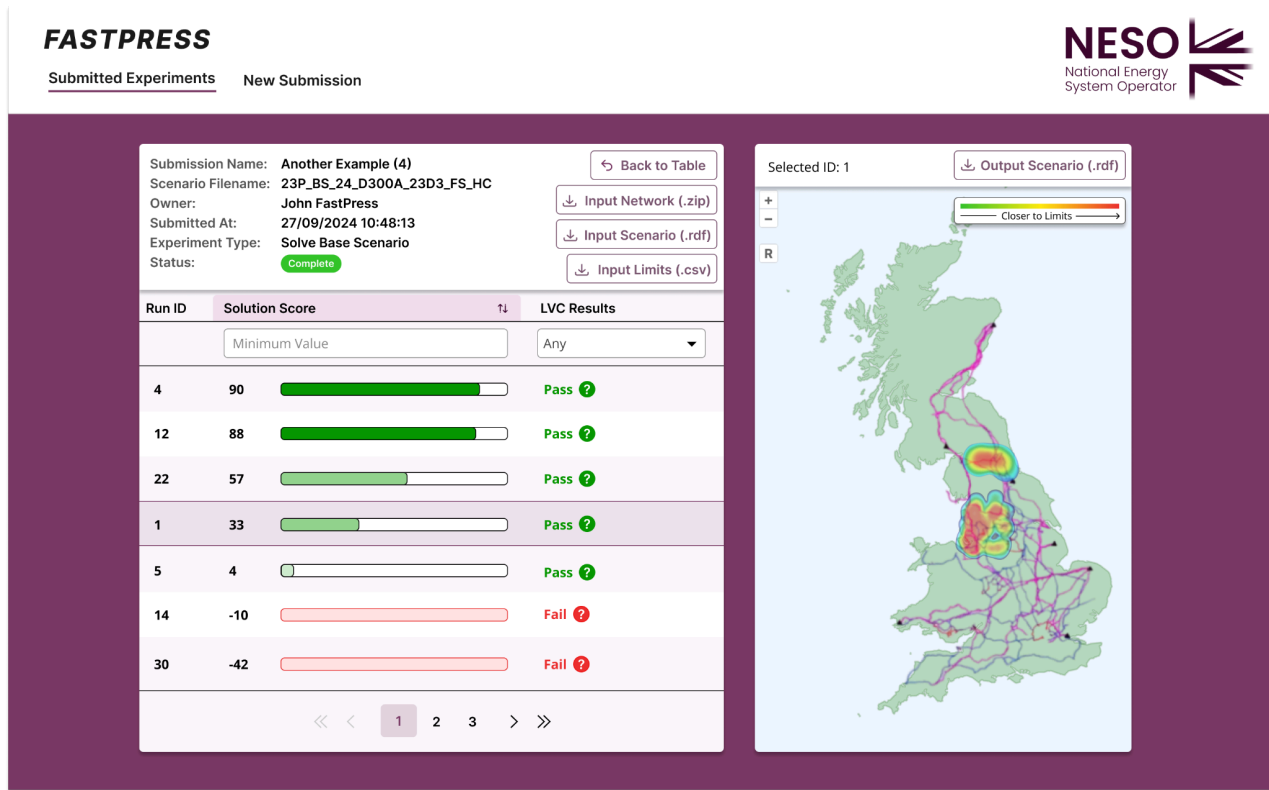 FASTPRESS
Submitted Experiments New Submission
NESO
National Energy
System Operator
Submission Name: Another Example (4)
Scenario Filename: 23P_BS_24_D300A_23D3_FS_HC
Owner: John FastPress
Submitted At: 27/09/2024 10:48:13
Experiment Type: Solve Base Scenario
Status: Complete
Back to Table
Input Network (.zip)
Input Scenario (.rdf)
Input Limits (.csv)
Run ID Solution Score LVC Results
Minimum Value Any
4 90 Pass ?
12 88 Pass ?
22 57 Pass ?
1 33 Pass ?
5 4 Pass ?
14 -10 Fail ?
30 -42 Fail ?
1 2 3
Selected ID: 1 Output Scenario (.rdf)
+
−
R
Closer to Limits